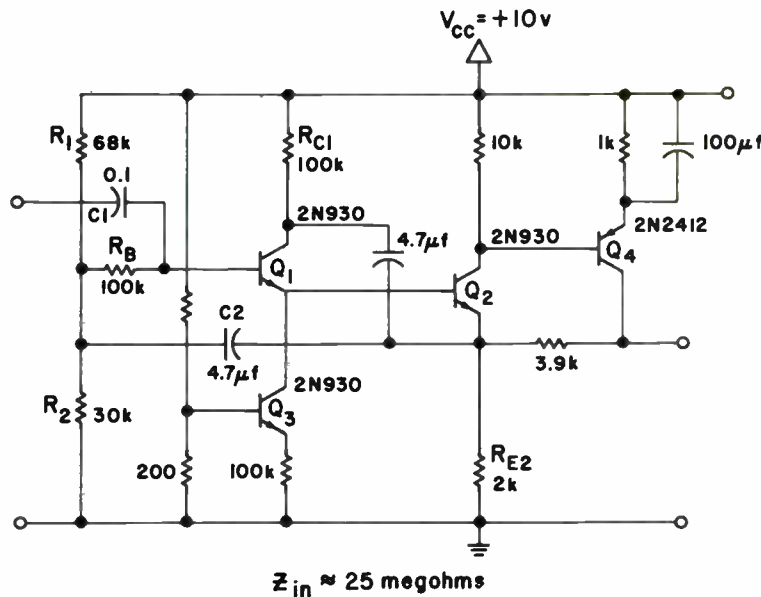 VCC = +10v
R1
68k
RC1
100k
10k
1k
100μf
0.1
C1
2N930
2N2412
RB
100k
Q1
4.7μf
2N930
Q2
Q4
C2
4.7μf
3.9k
R2
30k
2N930
Q3
200
100k
RE2
2k
Zin ≈ 25 megohms